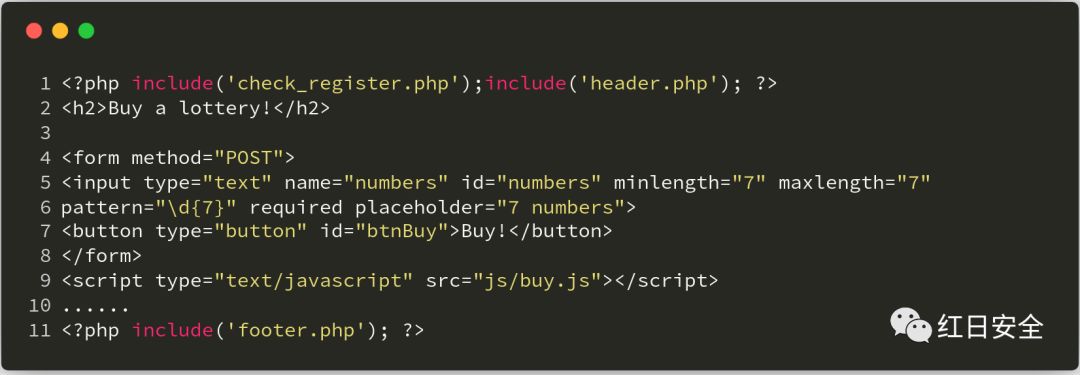 1 <?php include('check_register.php');include('header.php'); ?>
2 <h2>Buy a lottery!</h2>
3
4 <form method="POST">
5 <input type="text" name="numbers" id="numbers" minlength="7" maxlength="7"
6 pattern="\d{7}" required placeholder="7 numbers">
7 <button type="button" id="btnBuy">Buy!</button>
8 </form>
9 <script type="text/javascript" src="js/buy.js"></script>
10 ......
11 <?php include('footer.php'); ?>
红日安全